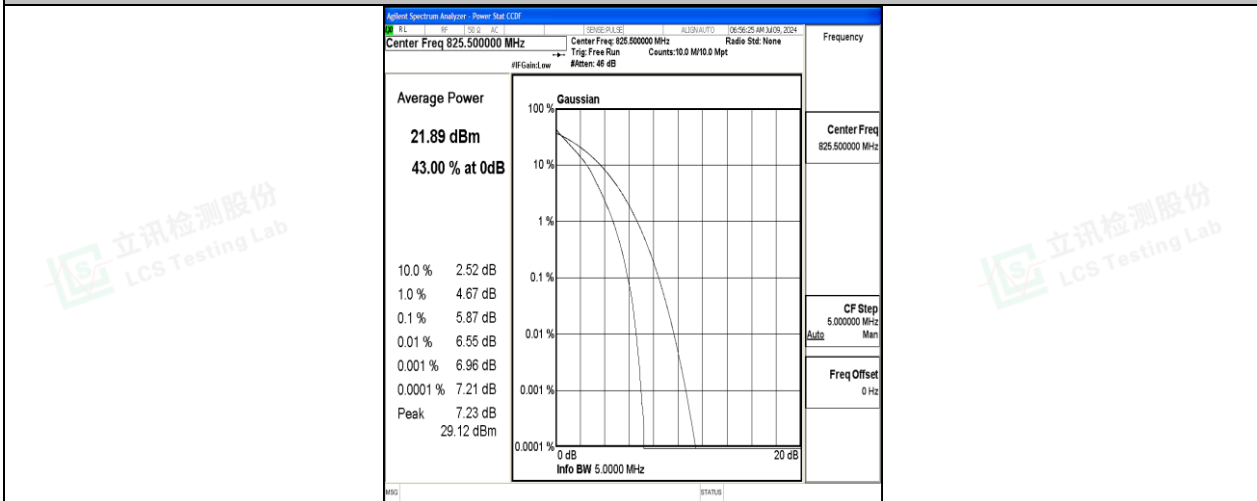 Agilent Spectrum Analyzer - Power Stat CCDF
RL RF 50 Ω AC SENSE:PULSE ALIGN AUTO 06:56:25 AM Jul 09, 2024
Center Freq 825.500000 MHz
Center Freq: 825.500000 MHz Radio Std: None
Trig: Free Run Counts:10.0 M/10.0 Mpt
#IFGain:Low #Atten: 46 dB
Frequency
Average Power
21.89 dBm
43.00 % at 0dB
10.0 % 2.52 dB
1.0 % 4.67 dB
0.1 % 5.87 dB
0.01 % 6.55 dB
0.001 % 6.96 dB
0.0001 % 7.21 dB
Peak 7.23 dB
29.12 dBm
Gaussian
100 %
10 %
1 %
0.1 %
0.01 %
0.001 %
0.0001 %
0 dB 20 dB
Info BW 5.0000 MHz
Center Freq
825.500000 MHz
CF Step
5.000000 MHz
Auto Man
Freq Offset
0 Hz
MSG STATUS
立讯检测股份
LCS Testing Lab
立讯检测股份
LCS Testing Lab